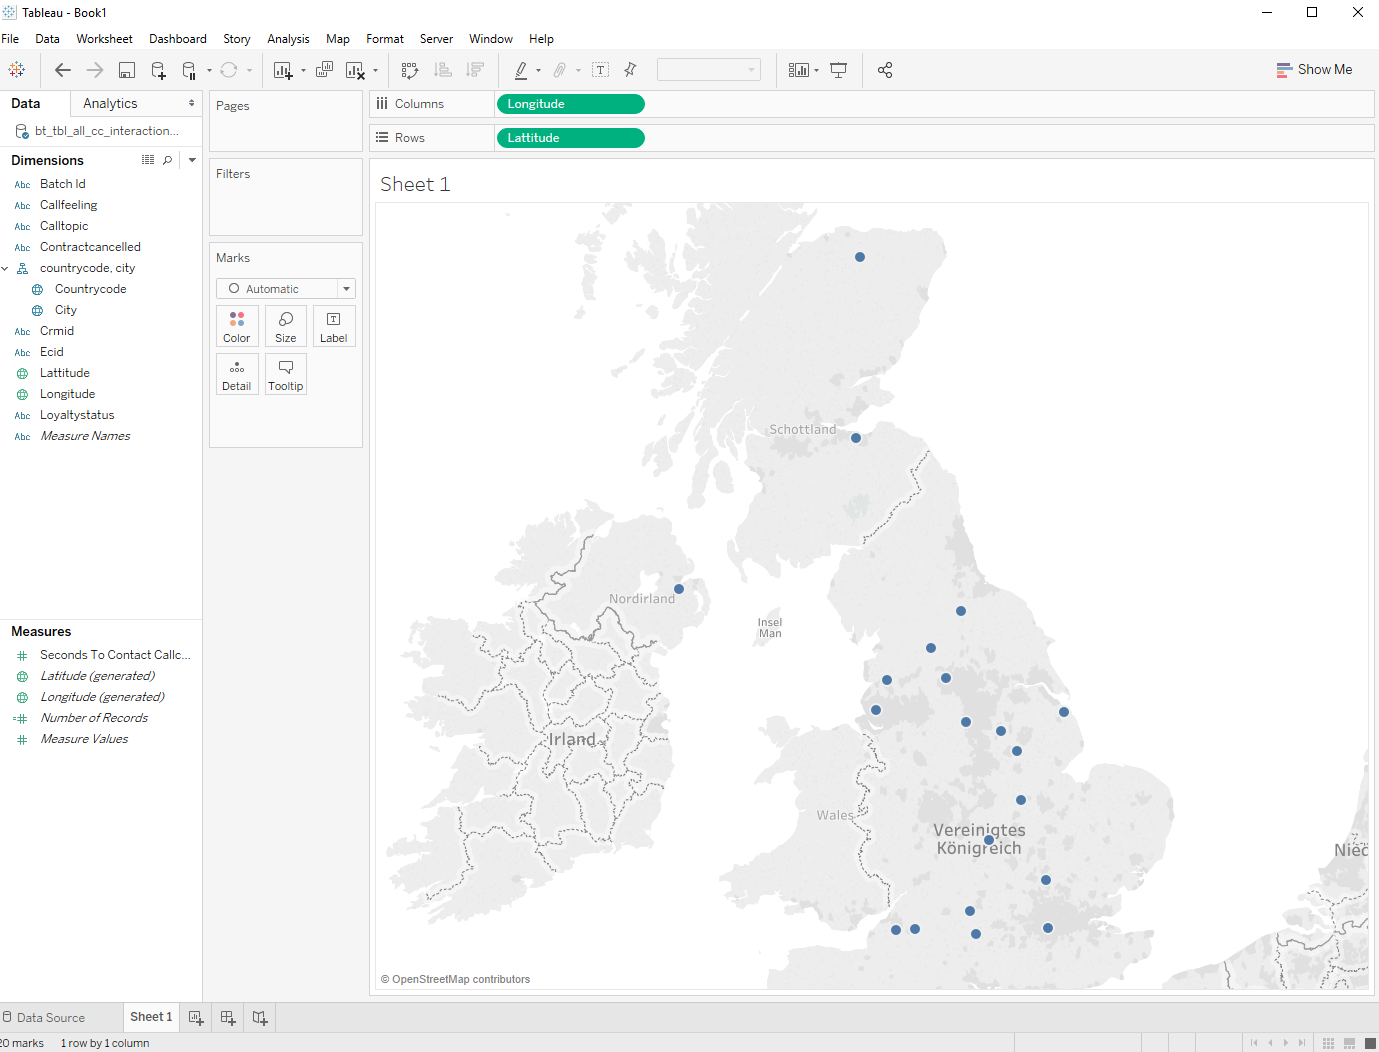 Tableau - Book1
File Data Worksheet Dashboard Story Analysis Map Format Server Window Help
Show Me
Data Analytics
bt_tbl_all_cc_interaction...
Dimensions
Abc Batch Id
Abc Callfeeling
Abc Calltopic
Abc Contractcancelled
countrycode, city
Countrycode
City
Abc Crmid
Abc Ecid
Lattitude
Longitude
Abc Loyaltystatus
Abc Measure Names
Measures
# Seconds To Contact Callc...
Latitude (generated)
Longitude (generated)
=# Number of Records
# Measure Values
Pages
Filters
Marks
Automatic
Color Size Label
Detail Tooltip
Columns Longitude
Rows Lattitude
Sheet 1
Schottland
Nordirland
Insel
Man
Irland
Wales
Vereinigtes
Königreich
Nied
© OpenStreetMap contributors
Data Source Sheet 1
20 marks 1 row by 1 column